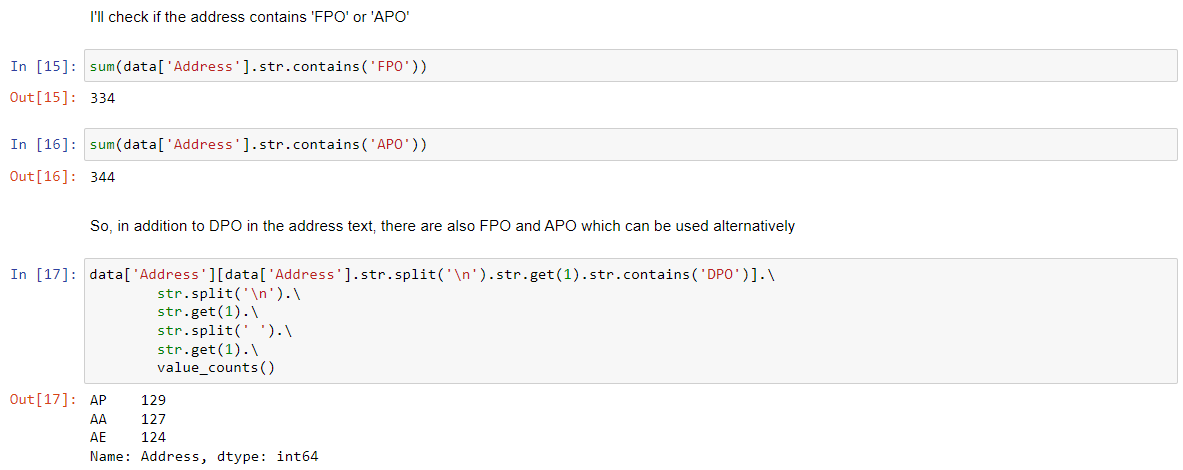 I'll check if the address contains 'FPO' or 'APO'
In [15]: sum(data['Address'].str.contains('FPO'))
Out[15]: 334
In [16]: sum(data['Address'].str.contains('APO'))
Out[16]: 344
So, in addition to DPO in the address text, there are also FPO and APO which can be used alternatively
In [17]: data['Address'][data['Address'].str.split('\n').str.get(1).str.contains('DPO')].\
str.split('\n').\
str.get(1).\
str.split(' ').\
str.get(1).\
value_counts()
Out[17]: AP 129
AA 127
AE 124
Name: Address, dtype: int64